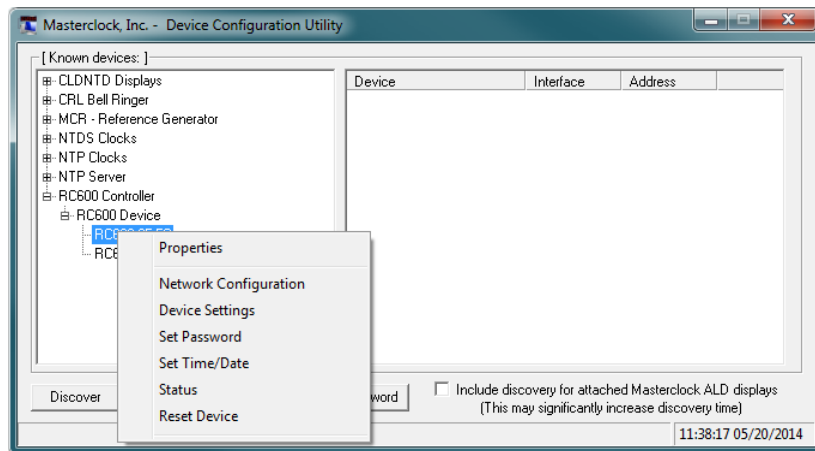 Masterclock, Inc. - Device Configuration Utility
[ Known devices: ]
CLDNTD Displays
CRL Bell Ringer
MCR - Reference Generator
NTDS Clocks
NTP Clocks
NTP Server
RC600 Controller
RC600 Device
Device Interface Address
Properties
Network Configuration
Device Settings
Set Password
Set Time/Date
Status
Reset Device
Discover
Include discovery for attached Masterclock ALD displays
(This may significantly increase discovery time)
11:38:17 05/20/2014